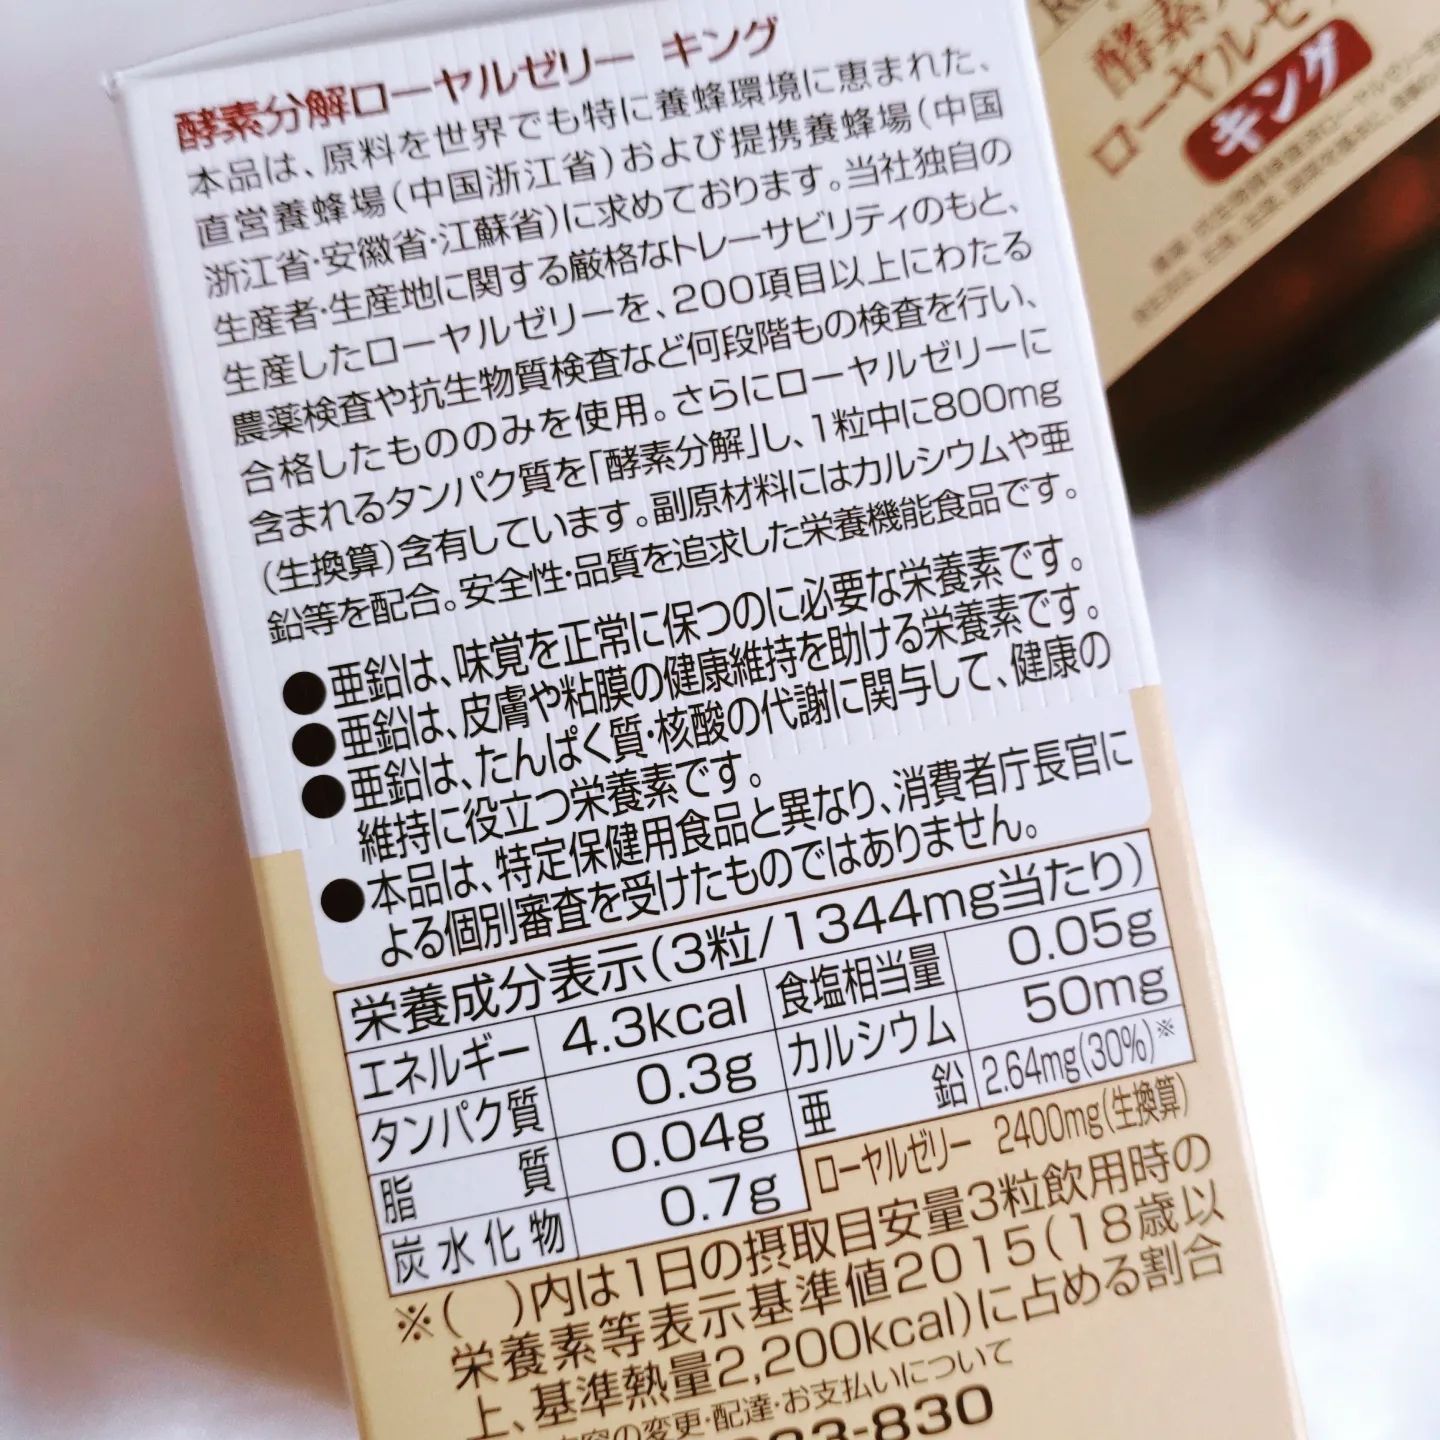 酵素分解ローヤルゼリー キング
本品は、原料を世界でも特に養蜂環境に恵まれた、
直営養蜂場(中国浙江省)および提携養蜂場(中国
浙江省・安徽省・江蘇省)に求めております。当社独自の
生産者・生産地に関する厳格なトレーサビリティのもと、
生産したローヤルゼリーを、200項目以上にわたる
農薬検査や抗生物質検査など何段階もの検査を行い、
合格したもののみを使用。さらにローヤルゼリーに
含まれるタンパク質を「酵素分解」し、1粒中に800mg
(生換算)含有しています。副原材料にはカルシウムや亜
鉛等を配合。安全性・品質を追求した栄養機能食品です。
●亜鉛は、味覚を正常に保つのに必要な栄養素です。
●亜鉛は、皮膚や粘膜の健康維持を助ける栄養素です。
●亜鉛は、たんぱく質・核酸の代謝に関与して、健康の
維持に役立つ栄養素です。
●本品は、特定保健用食品と異なり、消費者庁長官に
よる個別審査を受けたものではありません。
栄養成分表示(3粒/1344mg当たり)
エネルギー 4.3kcal 食塩相当量 0.05g
タンパク質 0.3g カルシウム 50mg
脂質 0.04g 亜鉛 2.64mg(30%)※
炭水化物 0.7g ローヤルゼリー 2400mg(生換算)
※( )内は1日の摂取目安量3粒飲用時の
栄養素等表示基準値2015(18歳以
上、基準熱量2,200kcal)に占める割合
の変更・配達・お支払いについて
83-830
酵素
ローヤルゼ
キング